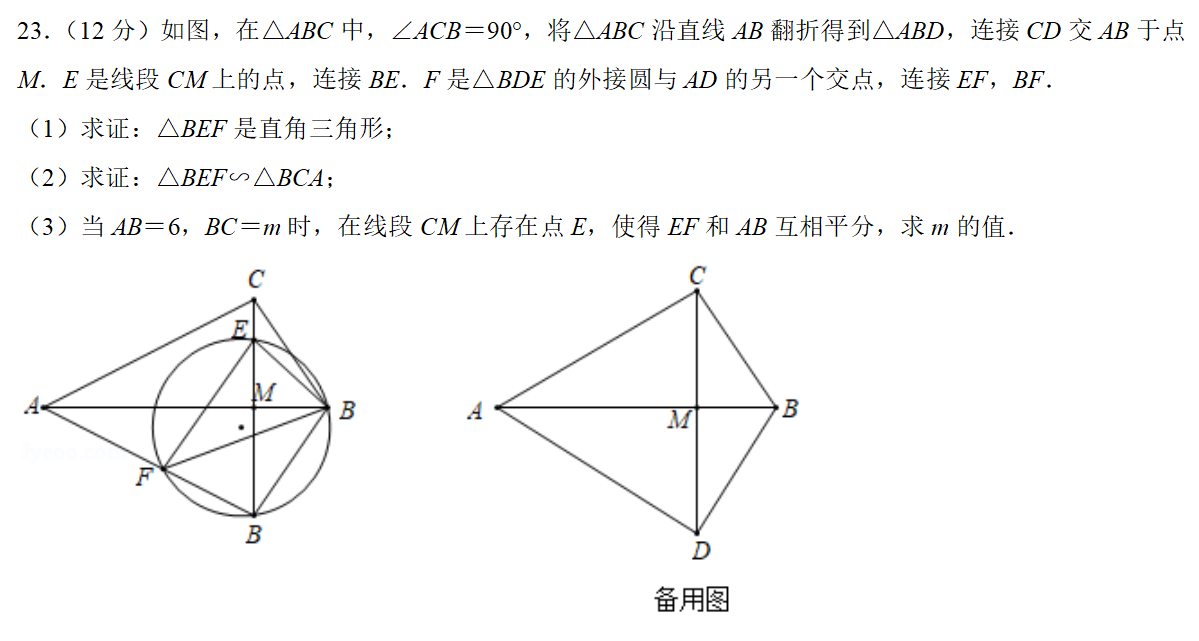 23.（12 分）如图，在△ABC 中，∠ACB＝90°，将△ABC 沿直线 AB 翻折得到△ABD，连接 CD 交 AB 于点
M．E 是线段 CM 上的点，连接 BE．F 是△BDE 的外接圆与 AD 的另一个交点，连接 EF，BF．
（1）求证：△BEF 是直角三角形；
（2）求证：△BEF∽△BCA；
（3）当 AB＝6，BC＝m 时，在线段 CM 上存在点 E，使得 EF 和 AB 互相平分，求 m 的值．
C
E
M
A
B
F
B
C
A
M
B
D
备用图